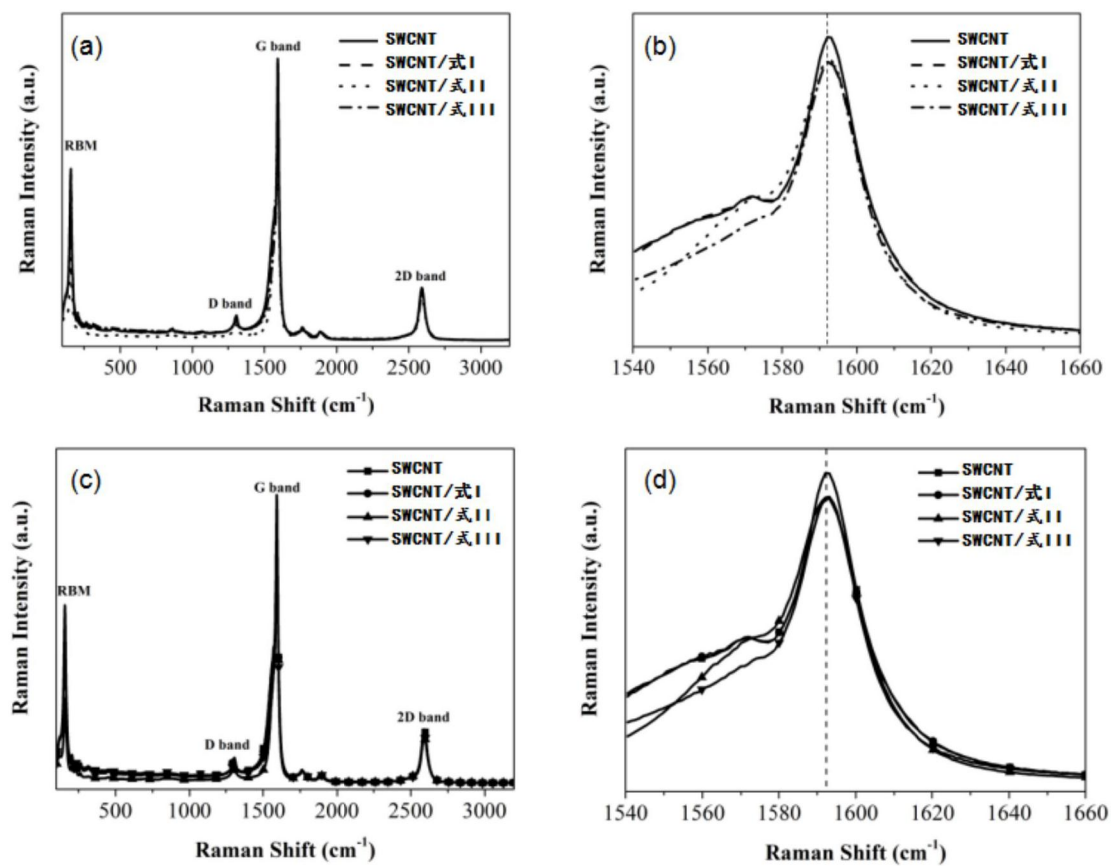 (a)
G band
RBM
D band
2D band
SWCNT
SWCNT/式I
SWCNT/式II
SWCNT/式III
Raman Intensity (a.u.)
500 1000 1500 2000 2500 3000
Raman Shift (cm-1)
(b)
SWCNT
SWCNT/式I
SWCNT/式II
SWCNT/式III
Raman Intensity (a.u.)
1540 1560 1580 1600 1620 1640 1660
Raman Shift (cm-1)
(c)
G band
RBM
D band
2D band
SWCNT
SWCNT/式I
SWCNT/式II
SWCNT/式III
Raman Intensity (a.u.)
500 1000 1500 2000 2500 3000
Raman Shift (cm-1)
(d)
SWCNT
SWCNT/式I
SWCNT/式II
SWCNT/式III
Raman Intensity (a.u.)
1540 1560 1580 1600 1620 1640 1660
Raman Shift (cm-1)